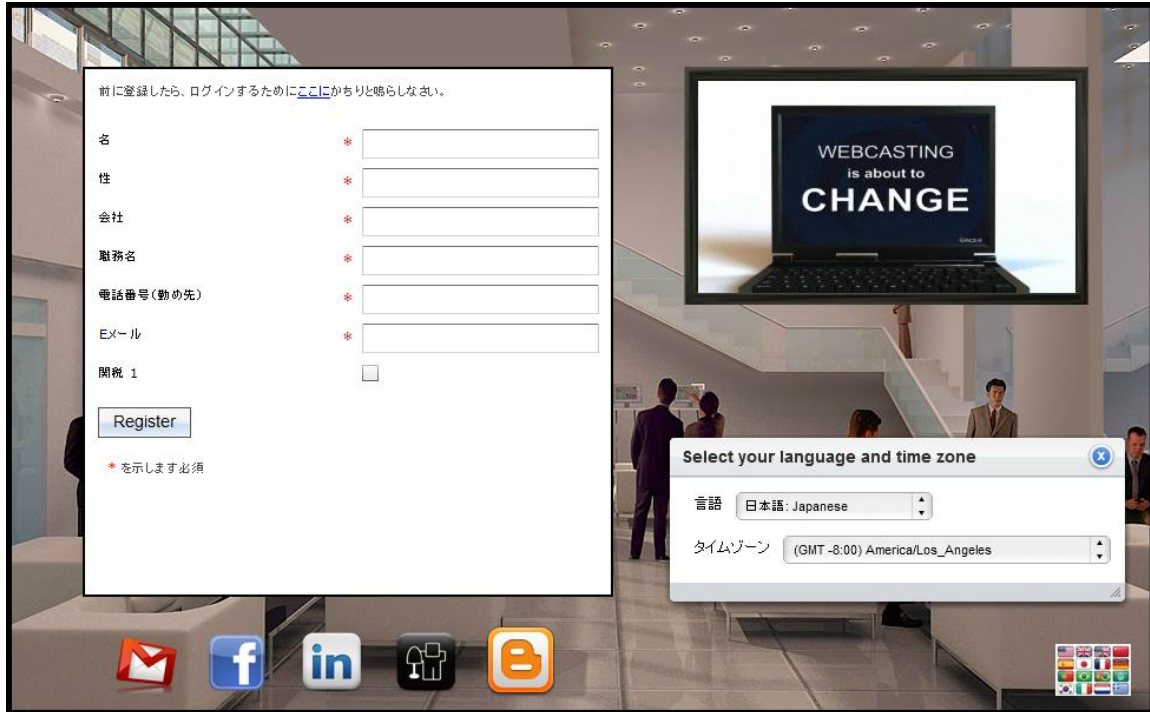 前に登録したら、ログインするためにここにかちりと鳴らしなさい。
名 *
性 *
会社 *
職務名 *
電話番号(勤め先) *
Eメール *
関税 1
Register
* を示します必須
WEBCASTING
is about to
CHANGE
Select your language and time zone
x
言語 日本語: Japanese
タイムゾーン (GMT -8:00) America/Los_Angeles
f
in